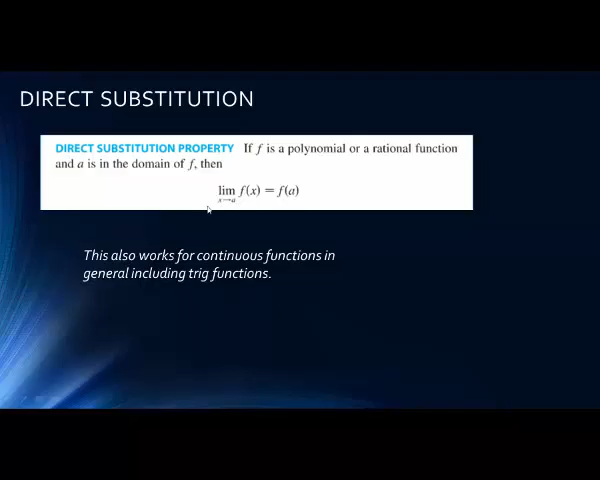 DIRECT SUBSTITUTION
DIRECT SUBSTITUTION PROPERTY If f is a polynomial or a rational function
and a is in the domain of f, then
lim f(x) = f(a)
x→a
This also works for continuous functions in
general including trig functions.